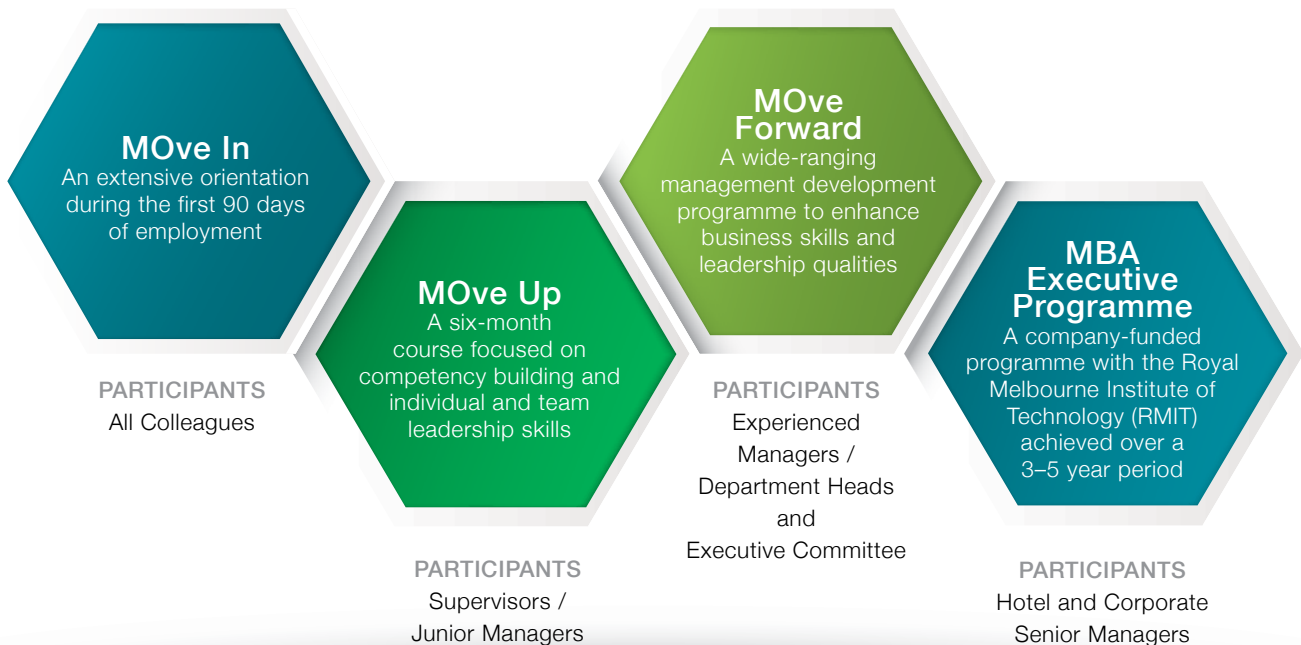 MOve In
An extensive orientation
during the first 90 days
of employment
PARTICIPANTS
All Colleagues
MOve Up
A six-month
course focused on
competency building and
individual and team
leadership skills
PARTICIPANTS
Supervisors /
Junior Managers
MOve
Forward
A wide-ranging
management development
programme to enhance
business skills and
leadership qualities
PARTICIPANTS
Experienced
Managers /
Department Heads
and
Executive Committee
MBA
Executive
Programme
A company-funded
programme with the Royal
Melbourne Institute of
Technology (RMIT)
achieved over a
3–5 year period
PARTICIPANTS
Hotel and Corporate
Senior Managers